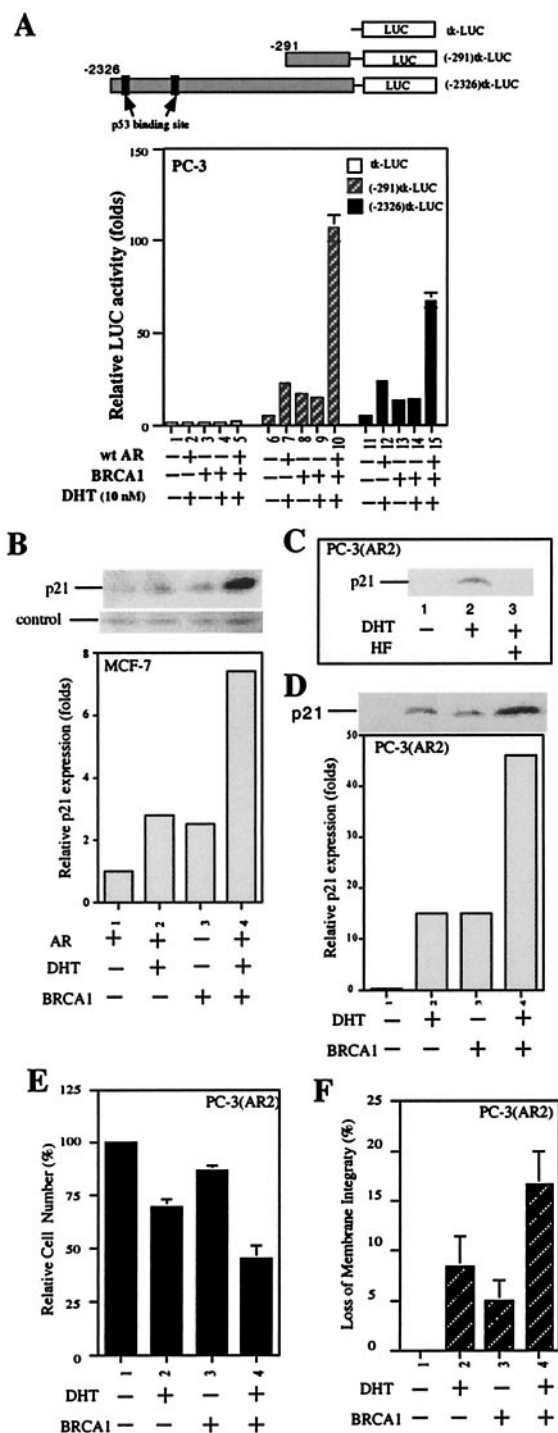 A
LUC tk-LUC
-291
LUC (-291)tk-LUC
-2326
LUC (-2326)tk-LUC
p53 binding site
PC-3
tk-LUC
(-291)tk-LUC
(-2326)tk-LUC
Relative LUC activity (folds)
150
100
50
0
1 2 3 4 5 6 7 8 9 10 11 12 13 14 15
wt AR − + − − + − + − − + − + − − +
BRCA1 − − + + + − − + + + − − + + +
DHT (10 nM) − + − + + − + − + + − + − + +
B
p21
control
MCF-7
Relative p21 expression (folds)
8
6
4
2
0
1 2 3 4
AR + + − +
DHT − + − +
BRCA1 − − + +
C
PC-3(AR2)
p21
1 2 3
DHT − + +
HF +
D
p21
PC-3(AR2)
Relative p21 expression (folds)
50
40
30
20
10
0
1 2 3 4
DHT − + − +
BRCA1 − − + +
E
PC-3(AR2)
Relative Cell Number (%)
125
100
75
50
25
0
1 2 3 4
DHT − + − +
BRCA1 − − + +
F
PC-3(AR2)
Loss of Membrane Integraty (%)
25
20
15
10
5
0
1 2 3 4
DHT − + − +
BRCA1 − − + +